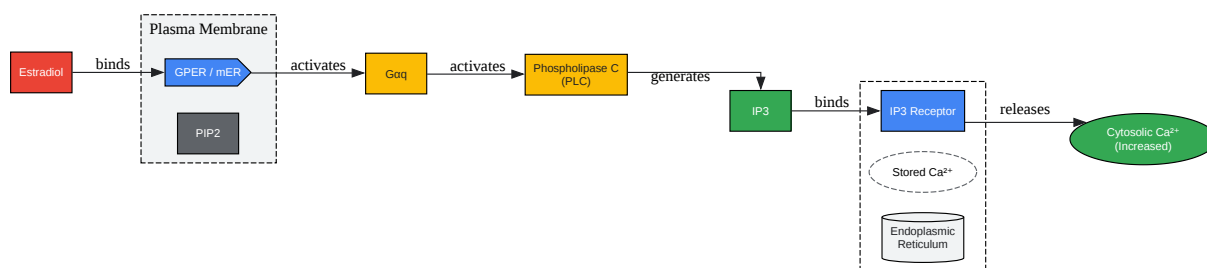 Plasma Membrane
Estradiol
binds
GPER / mER
activates
Gαq
activates
Phospholipase C
(PLC)
generates
PIP2
IP3
binds
IP3 Receptor
releases
Cytosolic Ca²⁺
(Increased)
Stored Ca²⁺
Endoplasmic
Reticulum